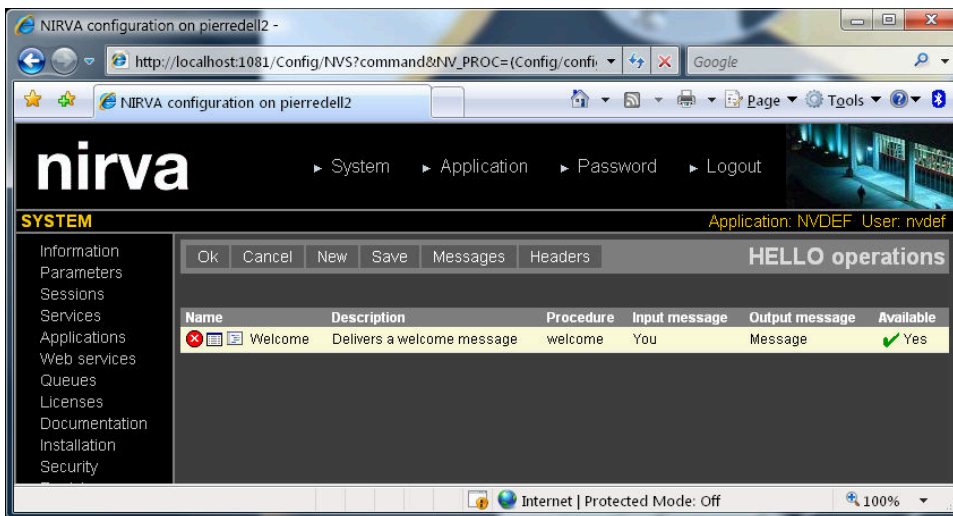 NIRVA configuration on pierredell2 -
http://localhost:1081/Config/NVS?command&NV_PROC=(Config/confi
Google
NIRVA configuration on pierredell2
Page
Tools
nirva
System
Application
Password
Logout
SYSTEM
Application: NVDEF User: nvdef
Information
Parameters
Sessions
Services
Applications
Web services
Queues
Licenses
Documentation
Installation
Security
Ok
Cancel
New
Save
Messages
Headers
HELLO operations
Name Description Procedure Input message Output message Available
Welcome Delivers a welcome message welcome You Message Yes
Internet | Protected Mode: Off
100%